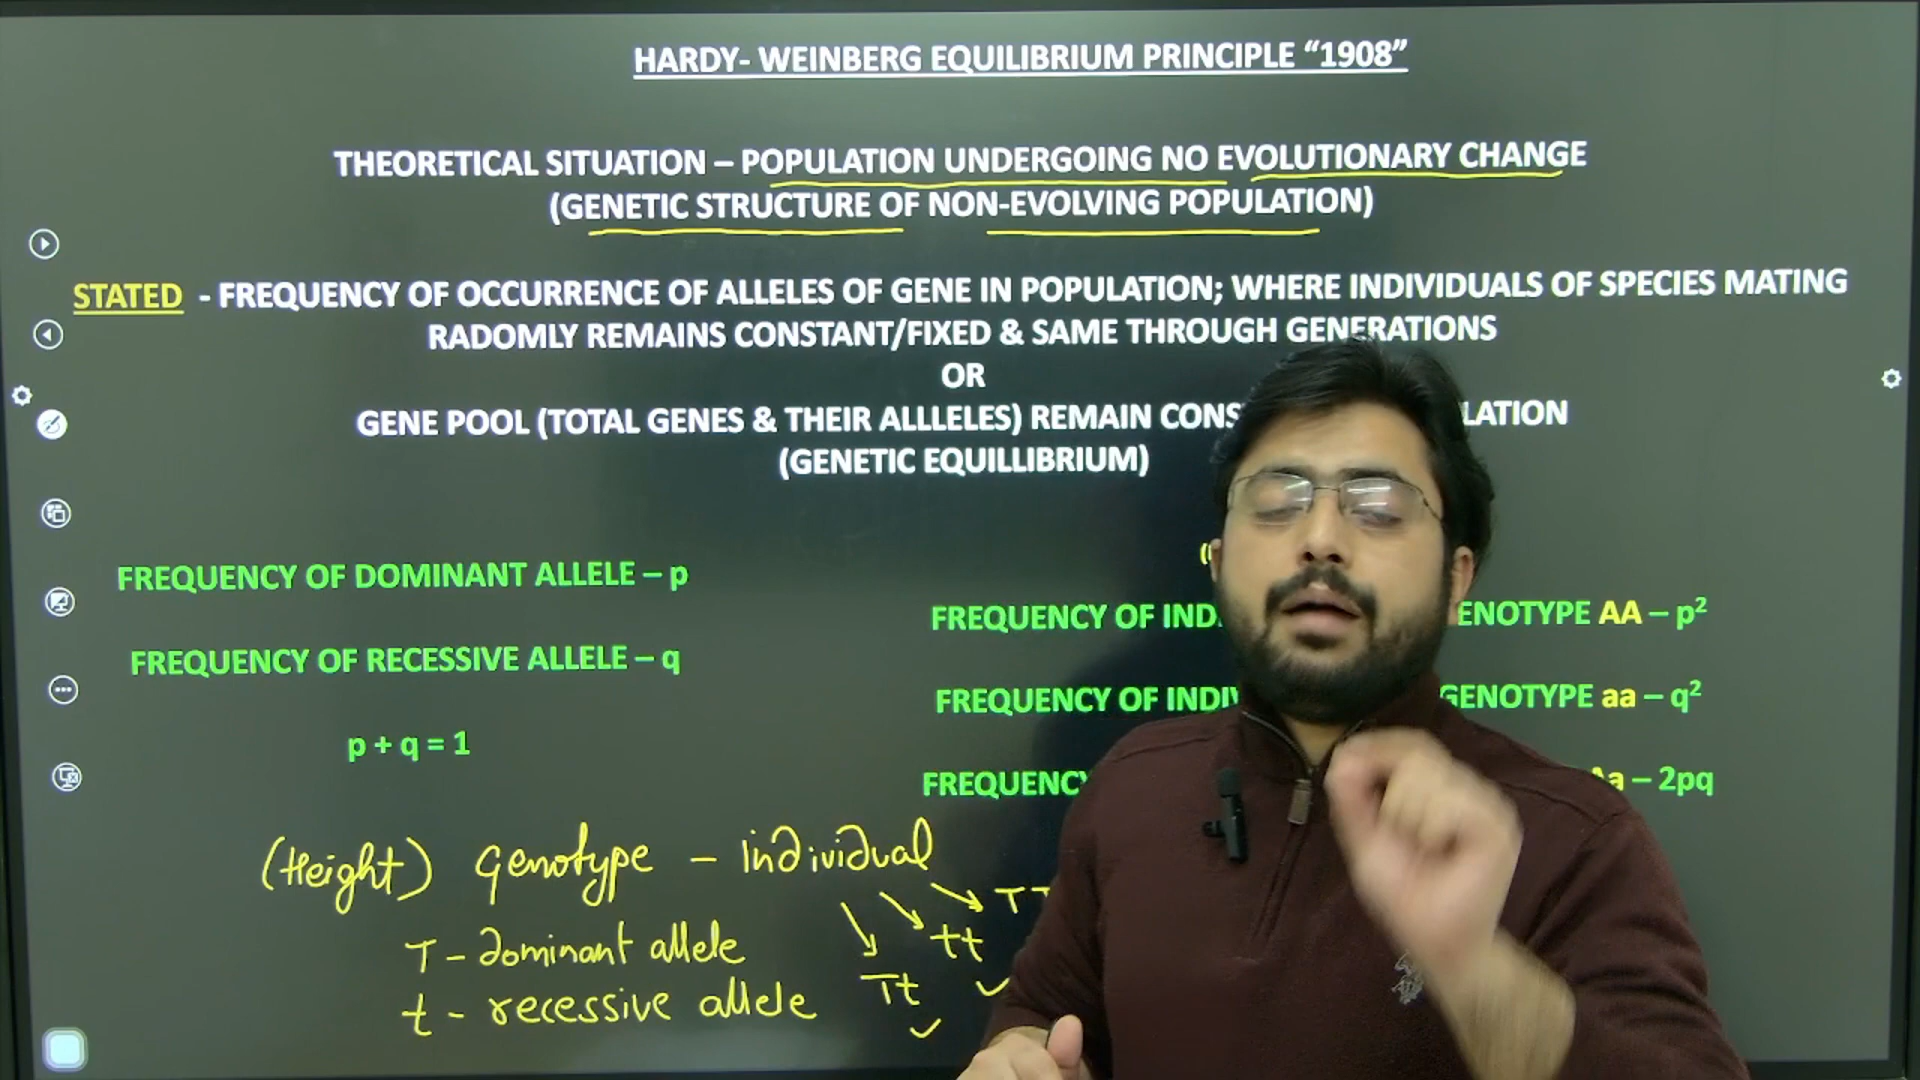 HARDY- WEINBERG EQUILIBRIUM PRINCIPLE “1908”
THEORETICAL SITUATION – POPULATION UNDERGOING NO EVOLUTIONARY CHANGE
(GENETIC STRUCTURE OF NON-EVOLVING POPULATION)
STATED - FREQUENCY OF OCCURRENCE OF ALLELES OF GENE IN POPULATION; WHERE INDIVIDUALS OF SPECIES MATING
RADOMLY REMAINS CONSTANT/FIXED & SAME THROUGH GENERATIONS
OR
GENE POOL (TOTAL GENES & THEIR ALLLELES) REMAIN CONS LATION
(GENETIC EQUILLIBRIUM)
FREQUENCY OF DOMINANT ALLELE – p
FREQUENCY OF RECESSIVE ALLELE – q
p + q = 1
FREQUENCY OF IND ENOTYPE AA – p²
FREQUENCY OF INDIV GENOTYPE aa – q²
FREQUENCY Aa – 2pq
(Height) Genotype – individual
T – dominant allele
t – recessive allele
TT
tt
Tt